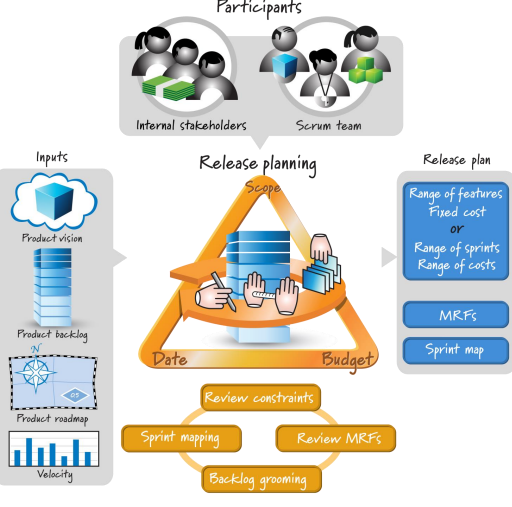 Participants
Internal stakeholders
Scrum team
Inputs
Product vision
Product backlog
Product roadmap
Velocity
Release planning
Scope
Date
Budget
Review constraints
Sprint mapping
Review MRFs
Backlog grooming
Release plan
Range of features
Fixed cost
or
Range of sprints
Range of costs
MRFs
Sprint map
N